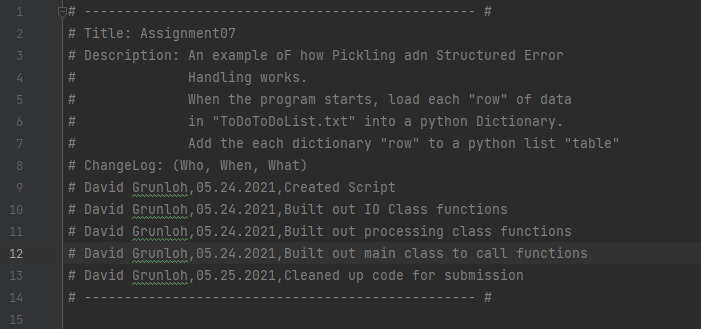 1 # ------------------------------------------------- #
2 # Title: Assignment07
3 # Description: An example oF how Pickling adn Structured Error
4 #              Handling works.
5 #              When the program starts, load each "row" of data
6 #              in "ToDoToDoList.txt" into a python Dictionary.
7 #              Add the each dictionary "row" to a python list "table"
8 # ChangeLog: (Who, When, What)
9 # David Grunloh,05.24.2021,Created Script
10 # David Grunloh,05.24.2021,Built out IO Class functions
11 # David Grunloh,05.24.2021,Built out processing class functions
12 # David Grunloh,05.24.2021,Built out main class to call functions
13 # David Grunloh,05.25.2021,Cleaned up code for submission
14 # ------------------------------------------------- #
15